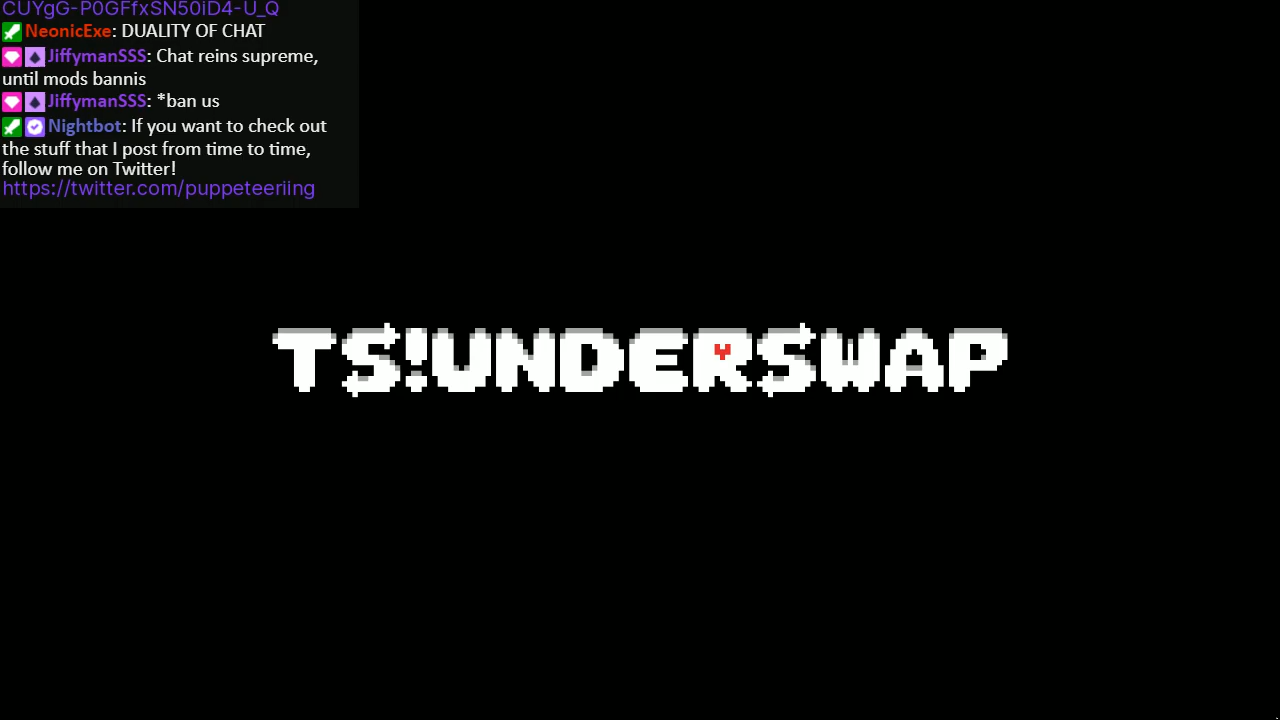 CUYgG-P0GFfxSN50iD4-U_Q
NeonicExe: DUALITY OF CHAT
JiffymanSSS: Chat reins supreme,
until mods bannis
JiffymanSSS: *ban us
Nightbot: If you want to check out
the stuff that I post from time to time,
follow me on Twitter!
https://twitter.com/puppeteeriing
TS!UNDERSWAP